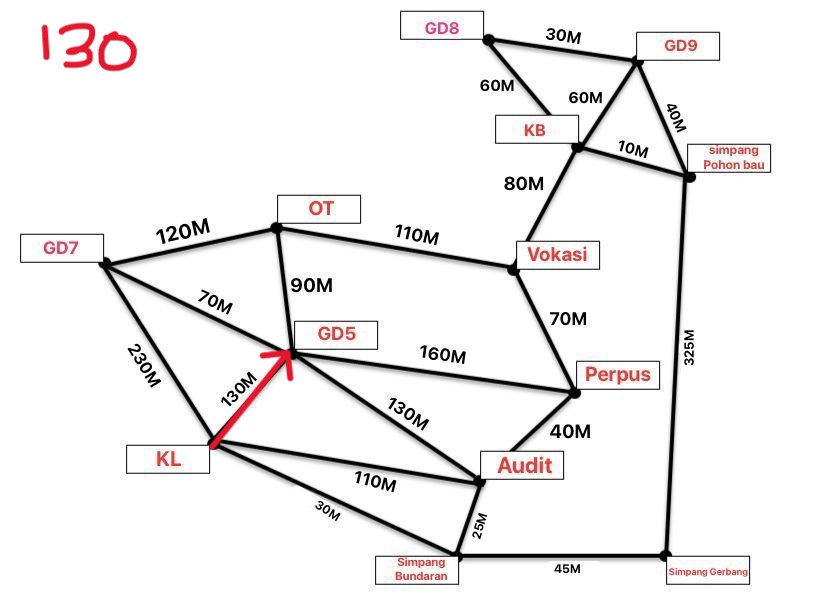 130
GD8
30M
GD9
60M
60M
40M
KB
10M
simpang
Pohon bau
80M
OT
120M
110M
GD7
Vokasi
90M
70M
GD5
70M
230M
160M
Perpus
130M
130M
40M
KL
Audit
110M
325M
30M
25M
Simpang
Bundaran
45M
Simpang Gerbang